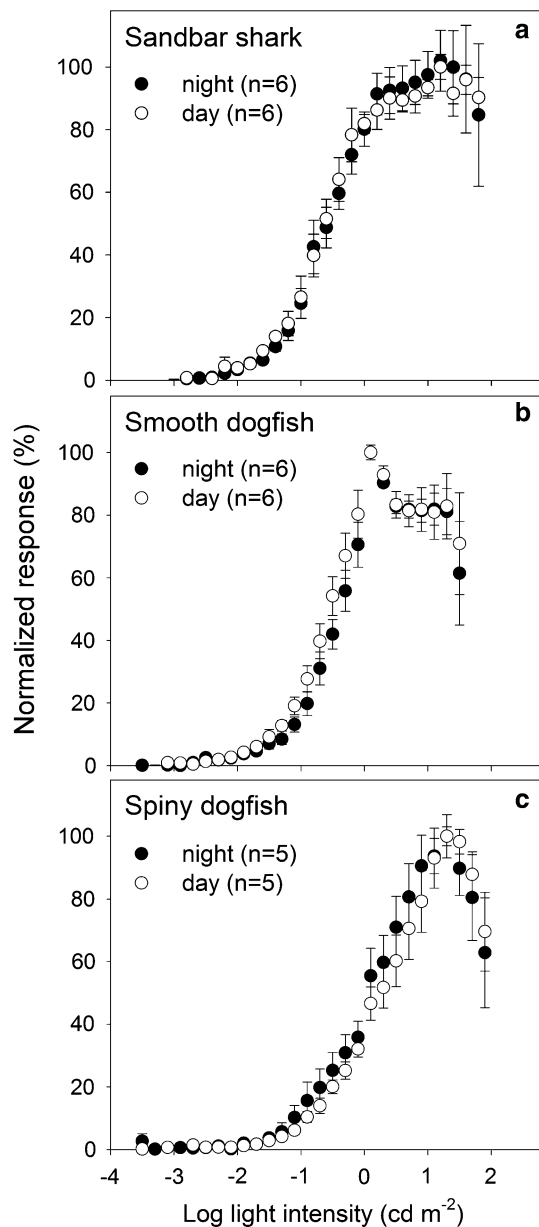 Sandbar shark
a
night (n=6)
day (n=6)
100
80
60
40
20
0
Smooth dogfish
b
night (n=6)
day (n=6)
100
80
60
40
20
0
Normalized response (%)
Spiny dogfish
c
night (n=5)
day (n=5)
100
80
60
40
20
0
-4 -3 -2 -1 0 1 2 3
Log light intensity (cd m-2)